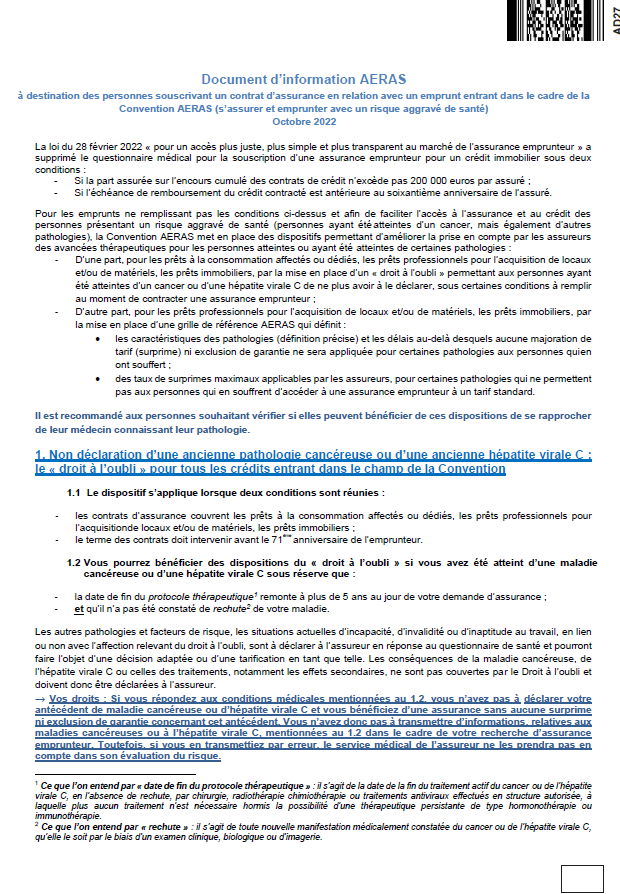 AD27
Document d'information AERAS
à destination des personnes souscrivant un contrat d'assurance en relation avec un emprunt entrant dans le cadre de la
Convention AERAS (s'assurer et emprunter avec un risque aggravé de santé)
Octobre 2022
La loi du 28 février 2022 « pour un accès plus juste, plus simple et plus transparent au marché de l'assurance emprunteur » a
supprimé le questionnaire médical pour la souscription d'une assurance emprunteur pour un crédit immobilier sous deux
conditions :
- Si la part assurée sur l'encours cumulé des contrats de crédit n'excède pas 200 000 euros par assuré ;
- Si l'échéance de remboursement du crédit contracté est antérieure au soixantième anniversaire de l'assuré.
Pour les emprunts ne remplissant pas les conditions ci-dessus et afin de faciliter l'accès à l'assurance et au crédit des
personnes présentant un risque aggravé de santé (personnes ayant étéatteintes d'un cancer, mais également d'autres
pathologies), la Convention AERAS met en place des dispositifs permettant d'améliorer la prise en compte par les assureurs
des avancées thérapeutiques pour les personnes atteintes ou ayant été atteintes de certaines pathologies :
- D'une part, pour les prêts à la consommation affectés ou dédiés, les prêts professionnels pour l'acquisition de locaux
et/ou de matériels, les prêts immobiliers, par la mise en place d'un « droit à l'oubli » permettant aux personnes ayant
été atteintes d'un cancer ou d'une hépatite virale C de ne plus avoir à le déclarer, sous certaines conditions à remplir
au moment de contracter une assurance emprunteur ;
- D'autre part, pour les prêts professionnels pour l'acquisition de locaux et/ou de matériels, les prêts immobiliers, par
la mise en place d'une grille de référence AERAS qui définit :
• les caractéristiques des pathologies (définition précise) et les délais au-delà desquels aucune majoration de
tarif (surprime) ni exclusion de garantie ne sera appliquée pour certaines pathologies aux personnes quien
ont souffert ;
• des taux de surprimes maximaux applicables par les assureurs, pour certaines pathologies qui ne permettent
pas aux personnes qui en souffrent d'accéder à une assurance emprunteur à un tarif standard.
Il est recommandé aux personnes souhaitant vérifier si elles peuvent bénéficier de ces dispositions de se rapprocher
de leur médecin connaissant leur pathologie.
1. Non déclaration d'une ancienne pathologie cancéreuse ou d'une ancienne hépatite virale C :
le « droit à l'oubli » pour tous les crédits entrant dans le champ de la Convention
1.1 Le dispositif s'applique lorsque deux conditions sont réunies :
- les contrats d'assurance couvrent les prêts à la consommation affectés ou dédiés, les prêts professionnels pour
l'acquisitionde locaux et/ou de matériels, les prêts immobiliers ;
- le terme des contrats doit intervenir avant le 71ème anniversaire de l'emprunteur.
1.2 Vous pourrez bénéficier des dispositions du « droit à l'oubli » si vous avez été atteint d'une maladie
cancéreuse ou d'une hépatite virale C sous réserve que :
- la date de fin du protocole thérapeutique1 remonte à plus de 5 ans au jour de votre demande d'assurance ;
- et qu'il n'a pas été constaté de rechute2 de votre maladie.
Les autres pathologies et facteurs de risque, les situations actuelles d'incapacité, d'invalidité ou d'inaptitude au travail, en lien
ou non avec l'affection relevant du droit à l'oubli, sont à déclarer à l'assureur en réponse au questionnaire de santé et pourront
faire l'objet d'une décision adaptée ou d'une tarification en tant que telle. Les conséquences de la maladie cancéreuse, de
l'hépatite virale C ou celles des traitements, notamment les effets secondaires, ne sont pas couvertes par le Droit à l'oubli et
doivent donc être déclarées à l'assureur.
→ Vos droits : Si vous répondez aux conditions médicales mentionnées au 1.2, vous n'avez pas à déclarer votre
antécédent de maladie cancéreuse ou d'hépatite virale C et vous bénéficiez d'une assurance sans aucune surprime
ni exclusion de garantie concernant cet antécédent. Vous n'avez donc pas à transmettre d'informations, relatives aux
maladies cancéreuses ou à l'hépatite C, mentionnées au 1.2 dans le cadre de votre recherche d'assurance
emprunteur. Toutefois, si vous en transmettiez par erreur, le service médical de l'assureur ne les prendra pas en
compte dans son évaluation du risque.
1 Ce que l'on entend par « date de fin du protocole thérapeutique » : il s'agit de la date de la fin du traitement actif du cancer ou de l'hépatite
virale C, en l'absence de rechute, par chirurgie, radiothérapie chimiothérapie ou traitements antiviraux effectués en structure autorisée, à
laquelle plus aucun traitement n'est nécessaire hormis la possibilité d'une thérapeutique persistante de type hormonothérapie ou
immunothérapie.
2 Ce que l'on entend par « rechute » : il s'agit de toute nouvelle manifestation médicalement constatée du cancer ou de l'hépatite virale C,
qu'elle le soit par le biais d'un examen clinique, biologique ou d'imagerie.